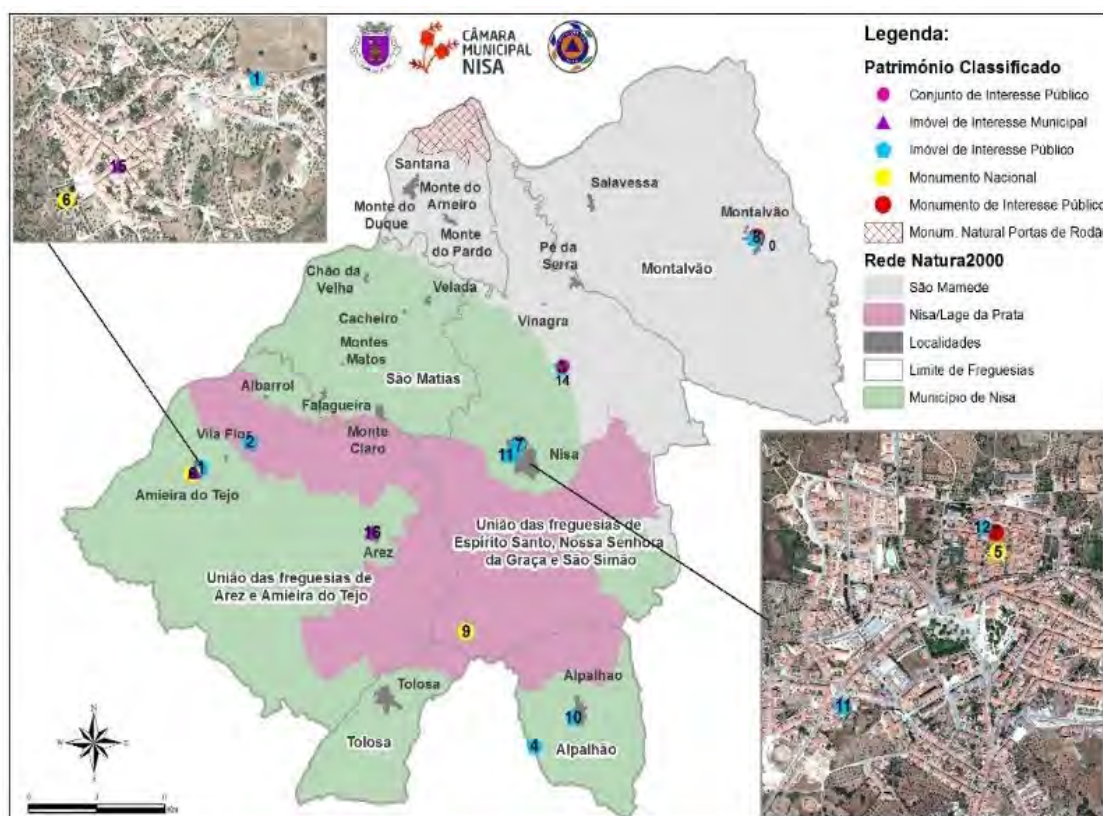 CÂMARA
MUNICIPAL
NISA
Legenda:
Património Classificado
Conjunto de Interesse Público
Imóvel de Interesse Municipal
Imóvel de Interesse Público
Monumento Nacional
Monumento de Interesse Público
Monum. Natural Portas de Rodão
Rede Natura2000
São Mamede
Nisa/Lage da Prata
Localidades
Limite de Freguesias
Município de Nisa
1
15
6
Santana
Monte do
Arneiro
Monte do
Duque
Monte
do Pardo
Salavessa
Montalvão
8
0
Pé da
Serra
Montalvão
Chão da
Velha
Velada
Cacheiro
Vinagra
Montes
Matos
São Matias
14
Albarrol
Falagueira
Vila Flor
2
Monte
Claro
7
11
Nisa
1
Amieira do Tejo
16
Arez
União das freguesias de
Espírito Santo, Nossa Senhora
da Graça e São Simão
União das freguesias de
Arez e Amieira do Tejo
9
Tolosa
Alpalhao
10
4
Tolosa
Alpalhão
12
5
11
N
Km